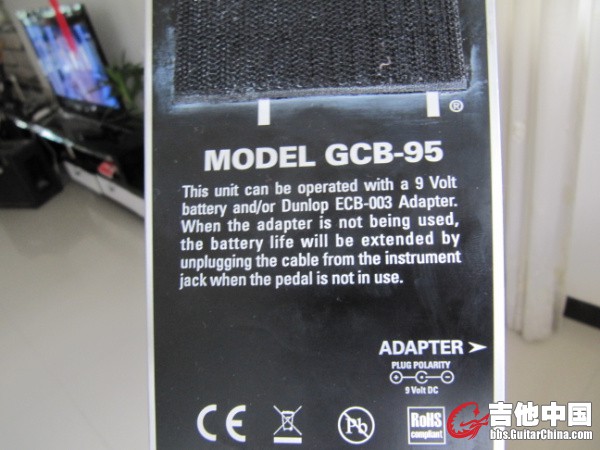 ®
MODEL GCB-95
This unit can be operated with a 9 Volt
battery and/or Dunlop ECB-003 Adapter.
When the adapter is not being used,
the battery life will be extended by
unplugging the cable from the instrument
jack when the pedal is not in use.
ADAPTER
PLUG POLARITY
9 Volt DC
CE
Pb
RoHS
compliant
吉他中国
bbs.GuitarChina.com